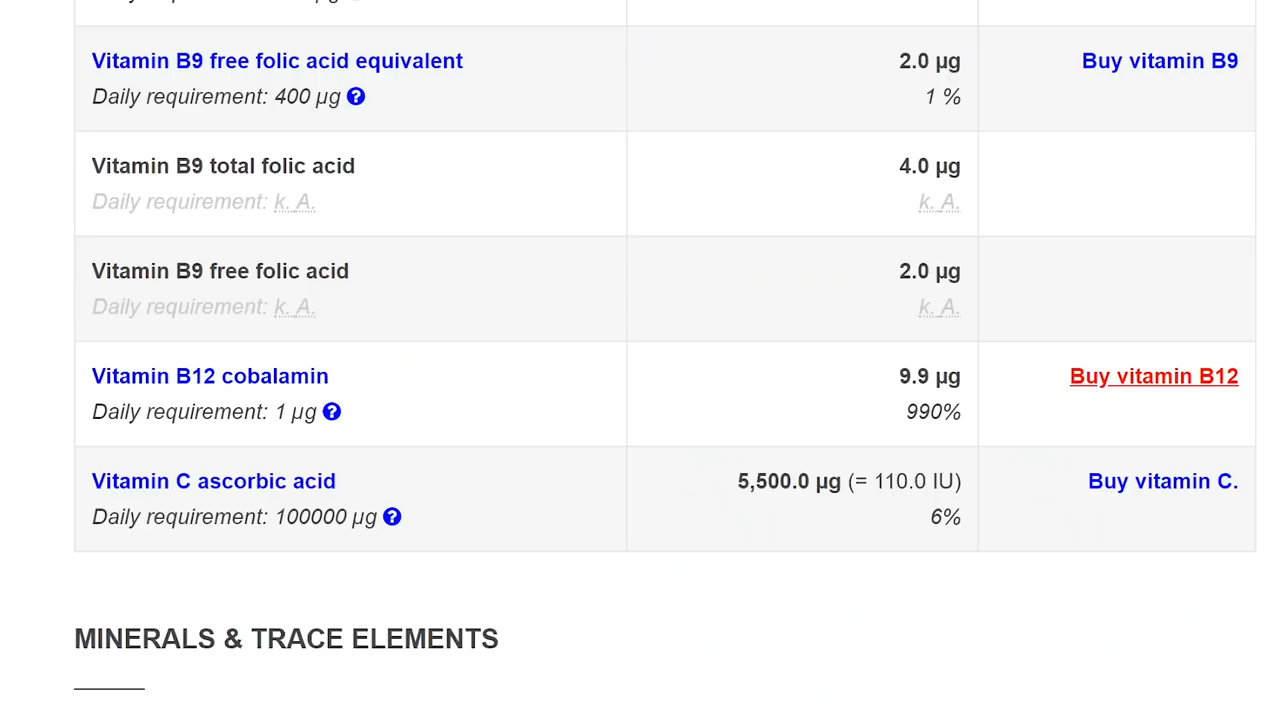 Vitamin B9 free folic acid equivalent 2.0 µg Buy vitamin B9
Daily requirement: 400 µg 1 %
Vitamin B9 total folic acid 4.0 µg
Daily requirement: k. A. k. A.
Vitamin B9 free folic acid 2.0 µg
Daily requirement: k. A. k. A.
Vitamin B12 cobalamin 9.9 µg Buy vitamin B12
Daily requirement: 1 µg 990%
Vitamin C ascorbic acid 5,500.0 µg (= 110.0 IU) Buy vitamin C.
Daily requirement: 100000 µg 6%
MINERALS & TRACE ELEMENTS